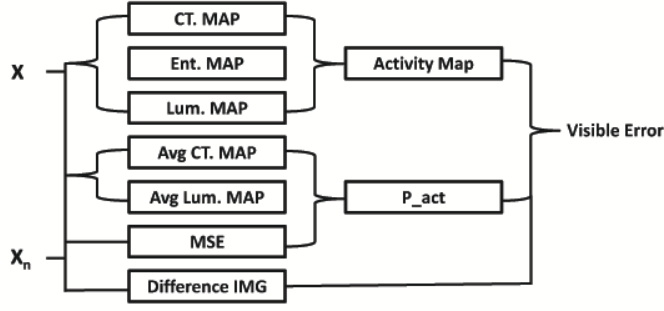 CT. MAP
X
Ent. MAP
Activity Map
Lum. MAP
Visible Error
Avg CT. MAP
Avg Lum. MAP
P_act
MSE
Xn
Difference IMG